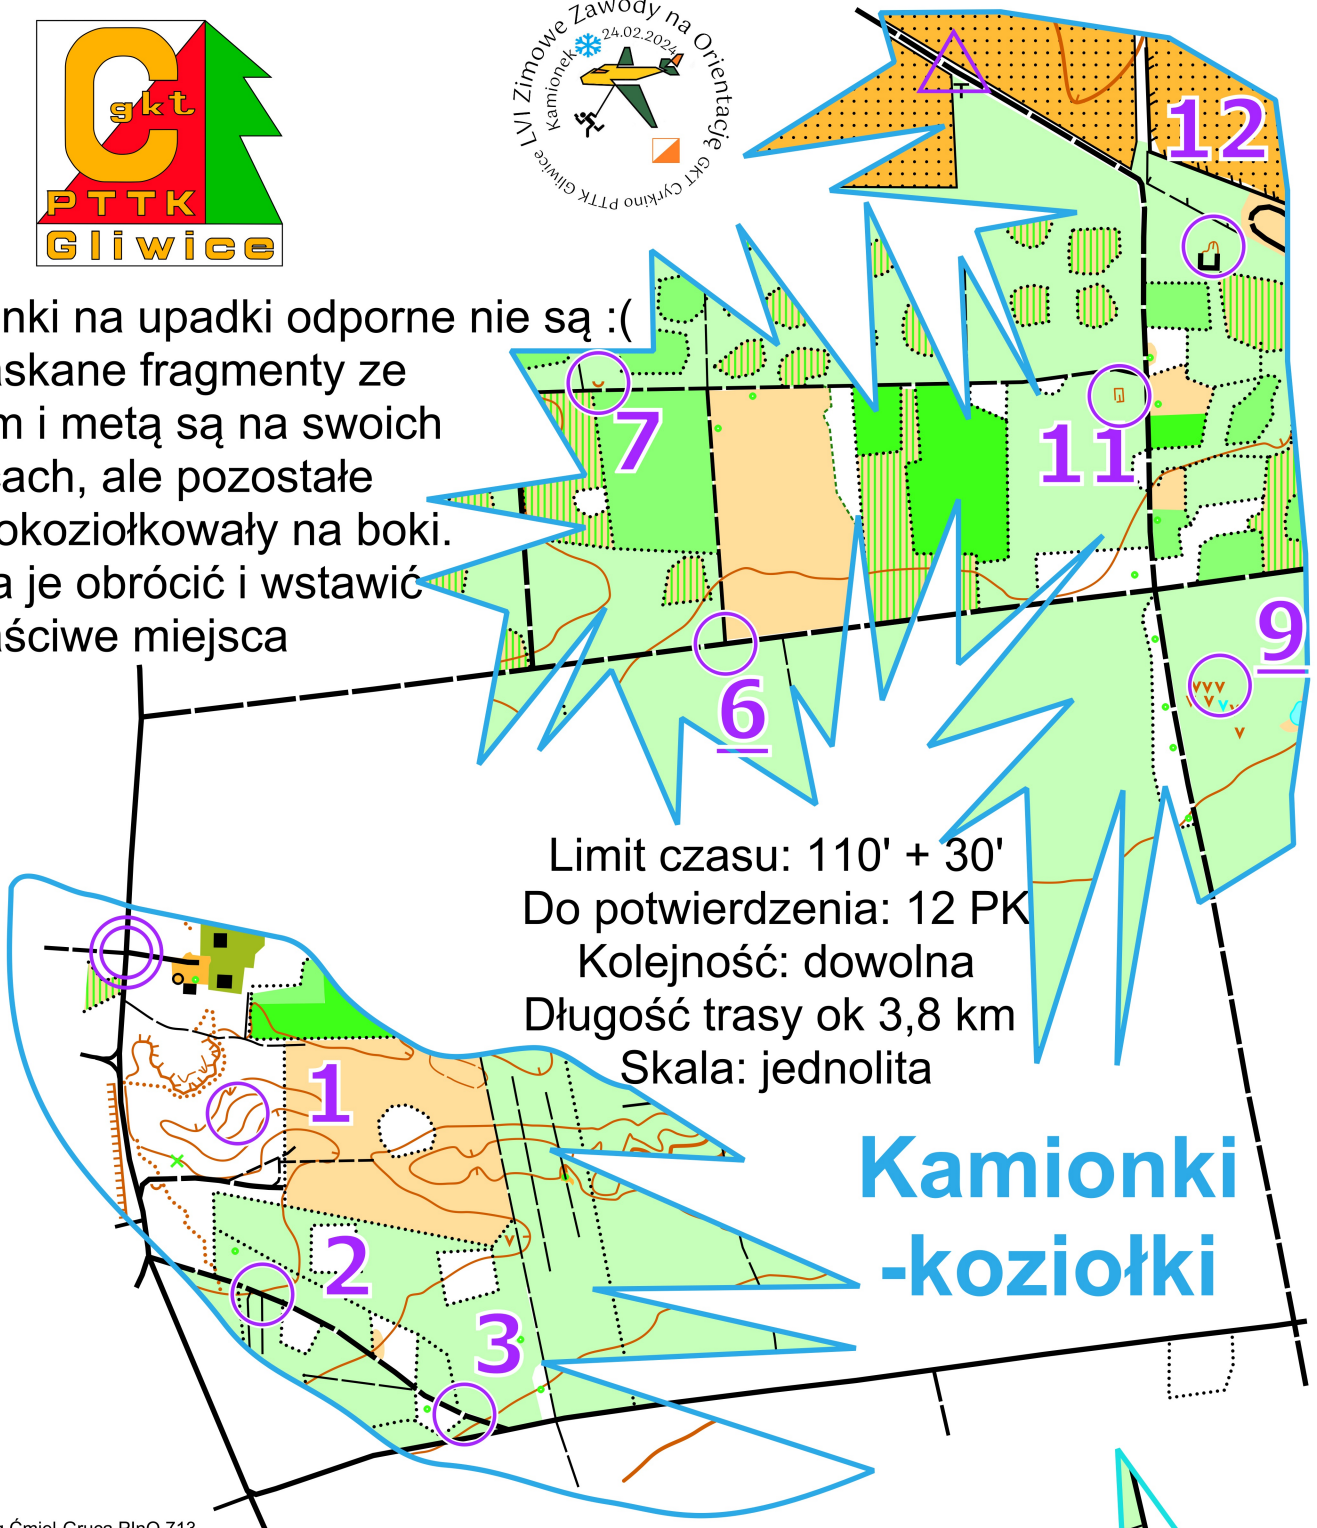 C
gkt
PTTK
Gliwice
LVI Zimowe Zawody na Orientację
GKT Cyrkino PTTK Gliwice
Kamionek
24.02.2024
12
nki na upadki odporne nie są :(
askane fragmenty ze
m i metą są na swoich
ach, ale pozostałe
okoziołkowały na boki.
a je obrócić i wstawić
aściwe miejsca
7
11
9
6
Limit czasu: 110' + 30'
Do potwierdzenia: 12 PK
Kolejność: dowolna
Długość trasy ok 3,8 km
Skala: jednolita
1
Kamionki
-koziołki
2
3